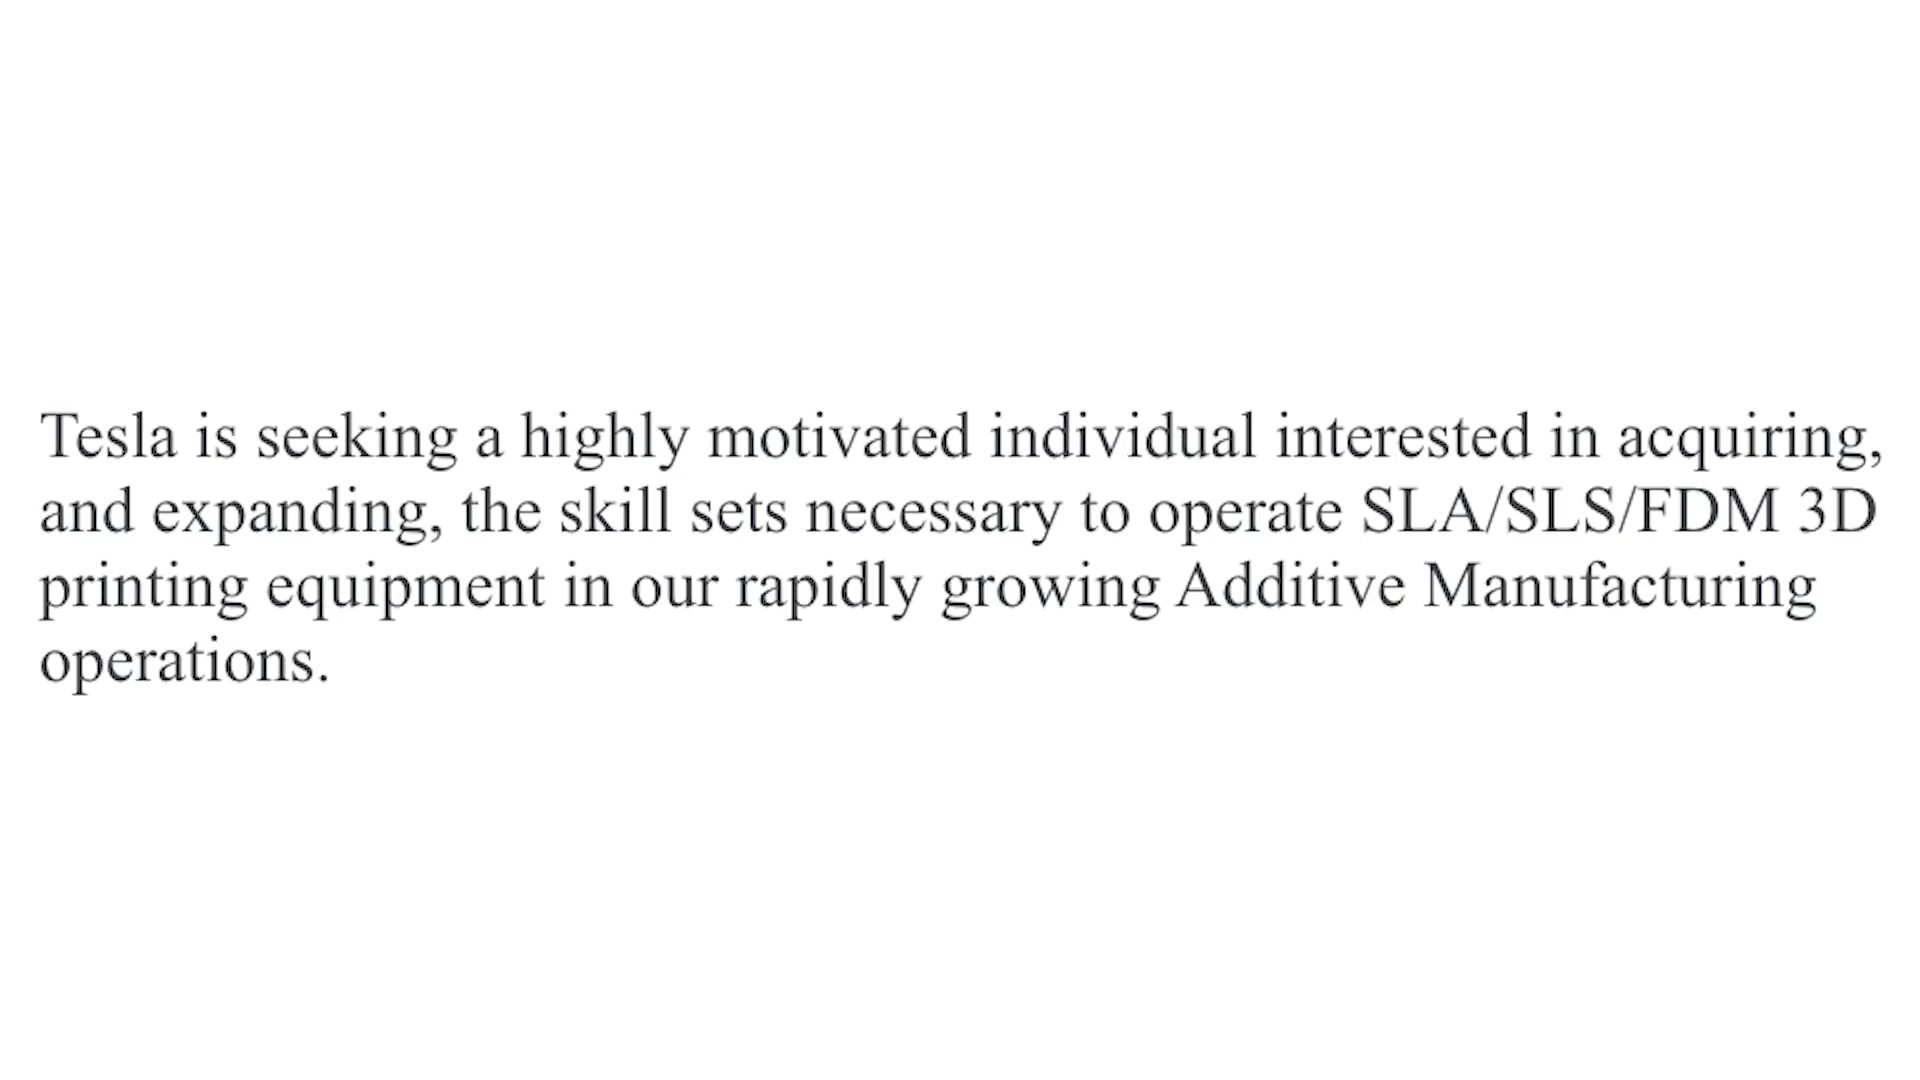 Tesla is seeking a highly motivated individual interested in acquiring,
and expanding, the skill sets necessary to operate SLA/SLS/FDM 3D
printing equipment in our rapidly growing Additive Manufacturing
operations.